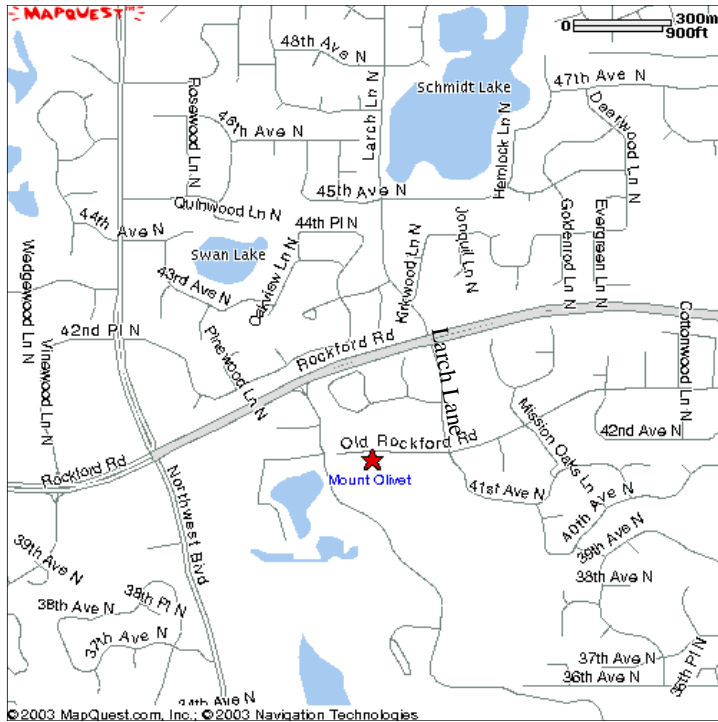 MAPQUEST
0 300m
900ft
48th Ave N
Larch Ln N
Schmidt Lake
47th Ave N
Rosewood Ln N
46th Ave N
Hemlock Ln N
Deerwood Ln N
45th Ave N
Quinwood Ln N
44th Ave N
44th Pl N
Jonquil Ln N
Goldenrod Ln N
Evergreen Ln N
Wedgewood Ln N
Swan Lake
43rd Ave N
Oakview Ln N
Kirkwood Ln N
42nd Pl N
Vinewood Ln N
Pinewood Ln N
Rockford Rd
Larch Lane
Cottonwood Ln N
Mission Oaks Ln
42nd Ave N
Old Rockford Rd
Rockford Rd
Mount Olivet
41st Ave N
Northwest Blvd
40th Ave N
39th Ave N
39th Ave N
38th Ave N
38th Pl N
38th Ave N
37th Ave N
37th Ave N
36th Ave N
36th Pl N
34th Ave N
©2003 MapQuest.com, Inc.; ©2003 Navigation Technologies